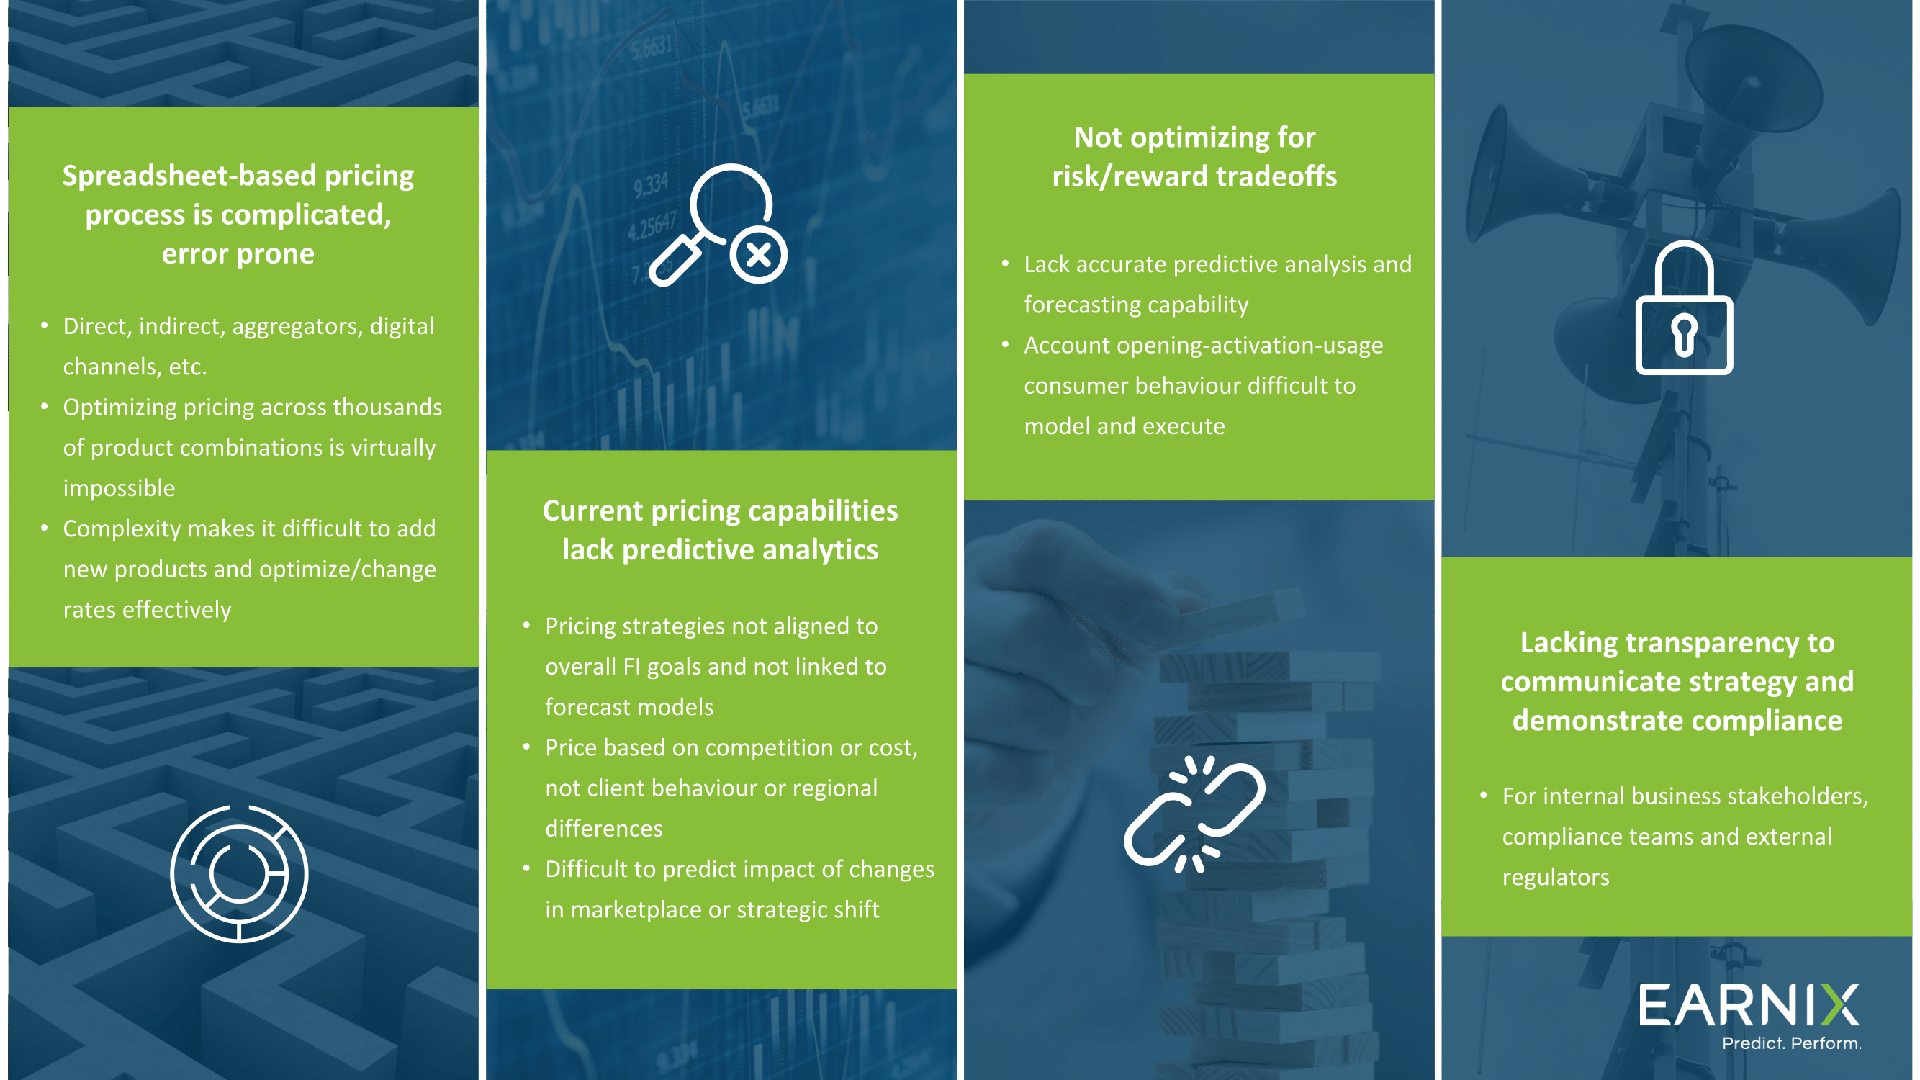 Spreadsheet-based pricing
process is complicated,
error prone
• Direct, indirect, aggregators, digital
channels, etc.
• Optimizing pricing across thousands
of product combinations is virtually
impossible
• Complexity makes it difficult to add
new products and optimize/change
rates effectively
5.6631
5.6631
9.334
4.25647
Current pricing capabilities
lack predictive analytics
• Pricing strategies not aligned to
overall FI goals and not linked to
forecast models
• Price based on competition or cost,
not client behaviour or regional
differences
• Difficult to predict impact of changes
in marketplace or strategic shift
9.334
Not optimizing for
risk/reward tradeoffs
• Lack accurate predictive analysis and
forecasting capability
• Account opening-activation-usage
consumer behaviour difficult to
model and execute
Lacking transparency to
communicate strategy and
demonstrate compliance
• For internal business stakeholders,
compliance teams and external
regulators
EARNIX
Predict. Perform.